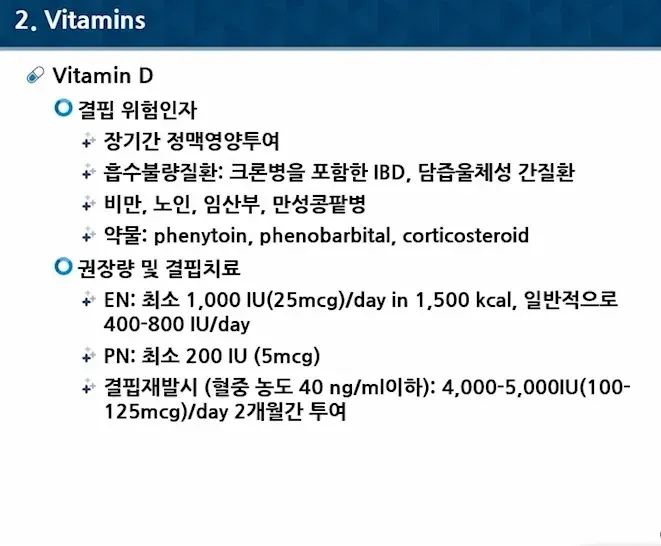 2. Vitamins
Vitamin D
결핍 위험인자
장기간 정맥영양투여
흡수불량질환: 크론병을 포함한 IBD, 담즙울체성 간질환
비만, 노인, 임산부, 만성콩팥병
약물: phenytoin, phenobarbital, corticosteroid
권장량 및 결핍치료
EN: 최소 1,000 IU(25mcg)/day in 1,500 kcal, 일반적으로
400-800 IU/day
PN: 최소 200 IU (5mcg)
결핍재발시 (혈중 농도 40 ng/ml이하): 4,000-5,000IU(100-
125mcg)/day 2개월간 투여